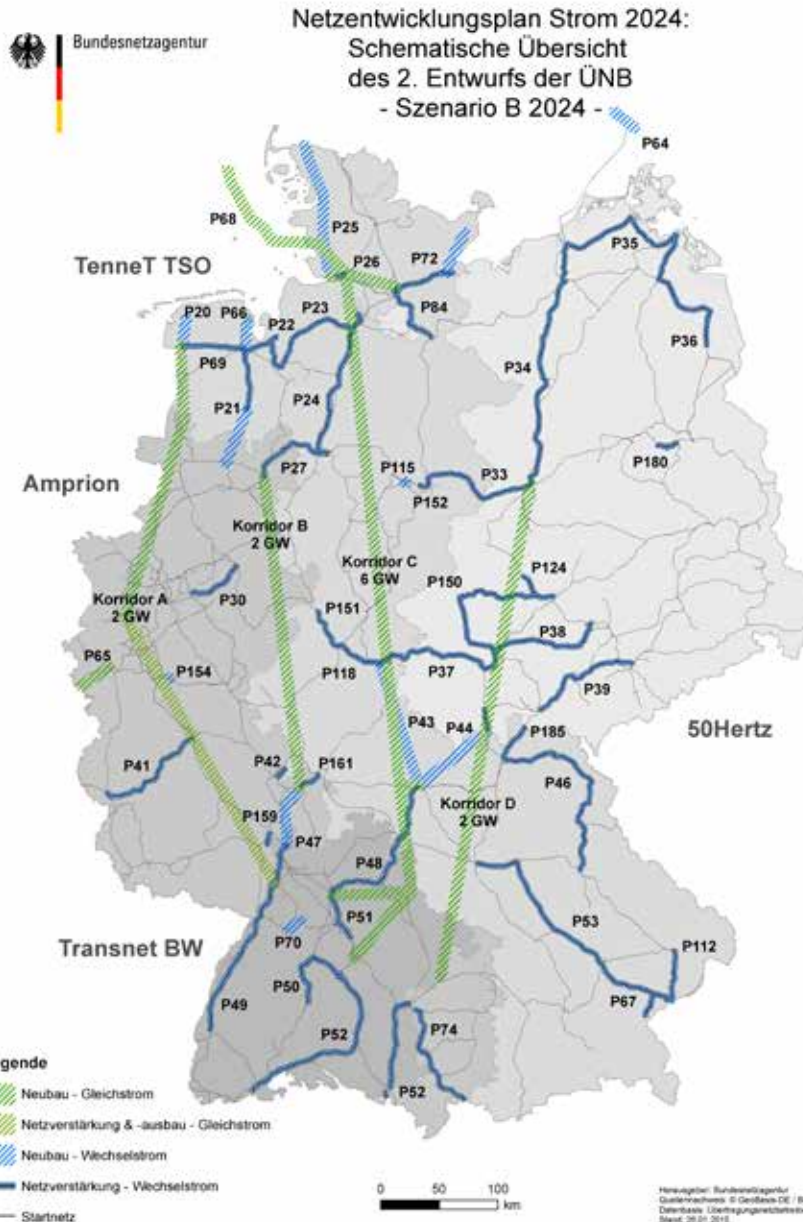 Bundesnetzagentur
Netzentwicklungsplan Strom 2024:
Schematische Übersicht
des 2. Entwurfs der ÜNB
- Szenario B 2024 -
P64
P68
P25
P26
P72
P35
TenneT TSO
P20
P66
P22
P23
P84
P36
P69
P34
P24
P21
P27
P115
P33
P180
P152
Amprion
Korridor B
2 GW
Korridor C
6 GW
P124
P150
Korridor A
2 GW
P30
P151
P38
P65
P154
P118
P37
P39
P43
P44
P185
50Hertz
P41
P42
P161
P46
P159
Korridor D
2 GW
P47
P48
P51
P53
Transnet BW
P70
P112
P50
P67
P49
P52
P74
P52
gende
Neubau - Gleichstrom
Netzverstärkung & -ausbau - Gleichstrom
Neubau - Wechselstrom
Netzverstärkung - Wechselstrom
Startnetz
0 50 100
km
Herausgeber: Bundesnetzagentur
Quellennachweis: © GeoBasis-DE / B